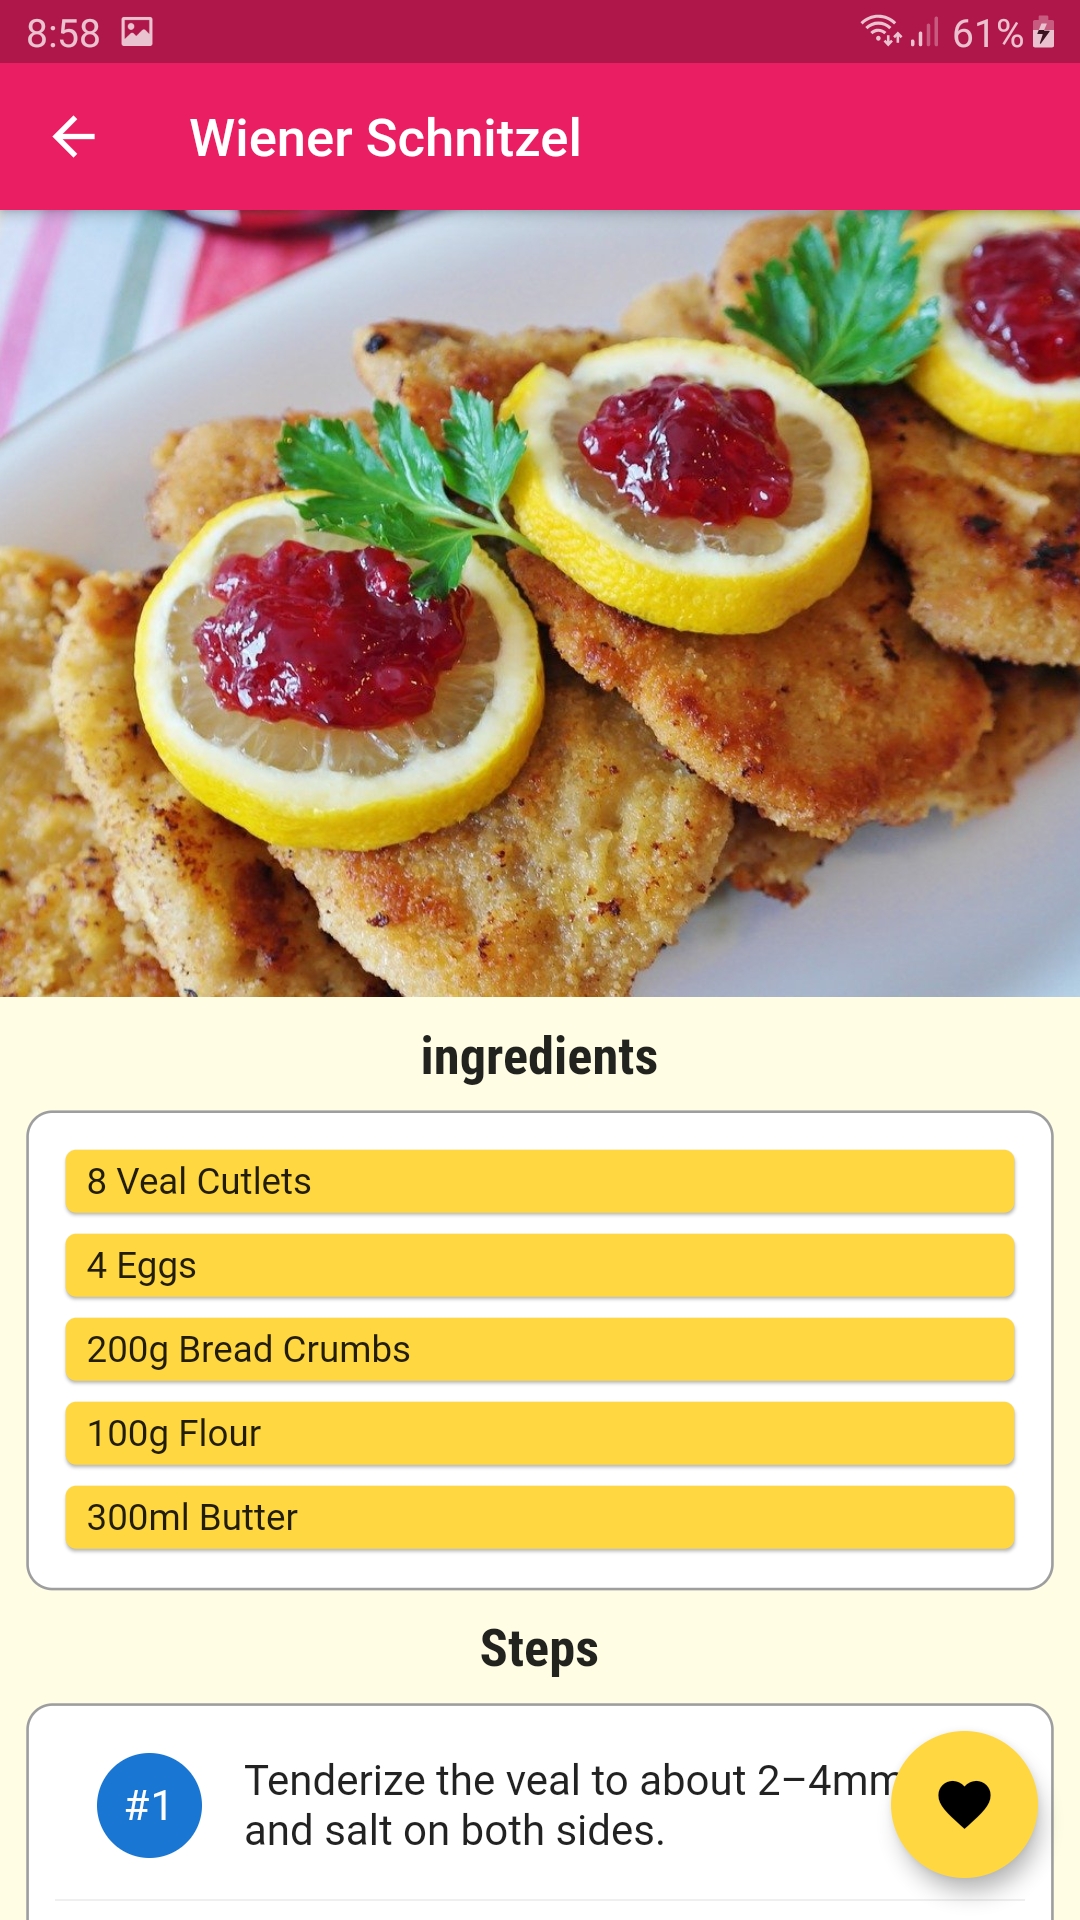 8:58 61%
Wiener Schnitzel
ingredients
8 Veal Cutlets
4 Eggs
200g Bread Crumbs
100g Flour
300ml Butter
Steps
#1
Tenderize the veal to about 2–4mm
and salt on both sides.